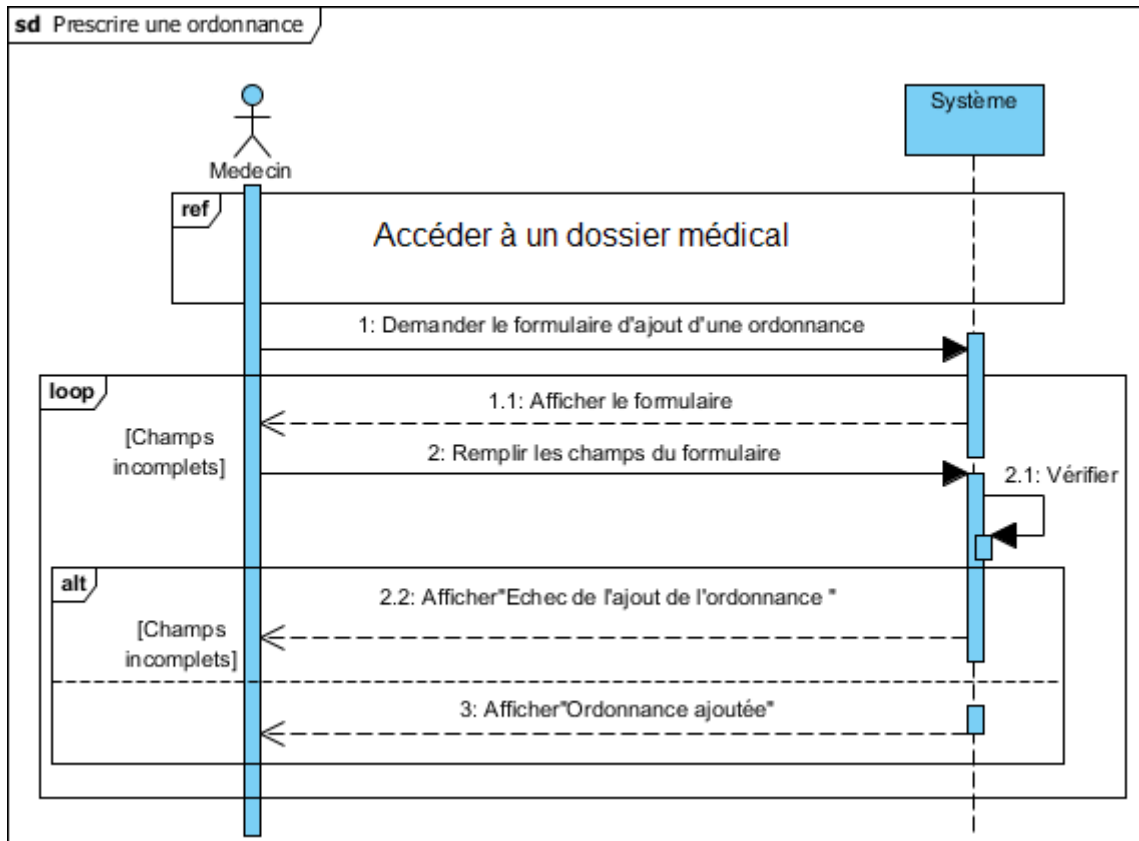 sd Prescrire une ordonnance
Système
Medecin
ref
Accéder à un dossier médical
1: Demander le formulaire d'ajout d'une ordonnance
loop
1.1: Afficher le formulaire
[Champs
incomplets]
2: Remplir les champs du formulaire
2.1: Vérifier
alt
2.2: Afficher"Echec de l'ajout de l'ordonnance "
[Champs
incomplets]
3: Afficher"Ordonnance ajoutée"